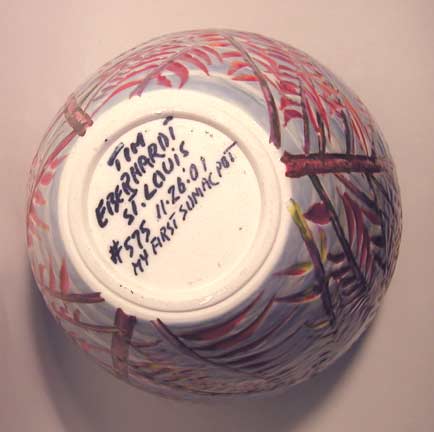 TIM
EBERHARDT
ST. LOUIS
#575 11.26.01
MY FIRST SUMAC POT